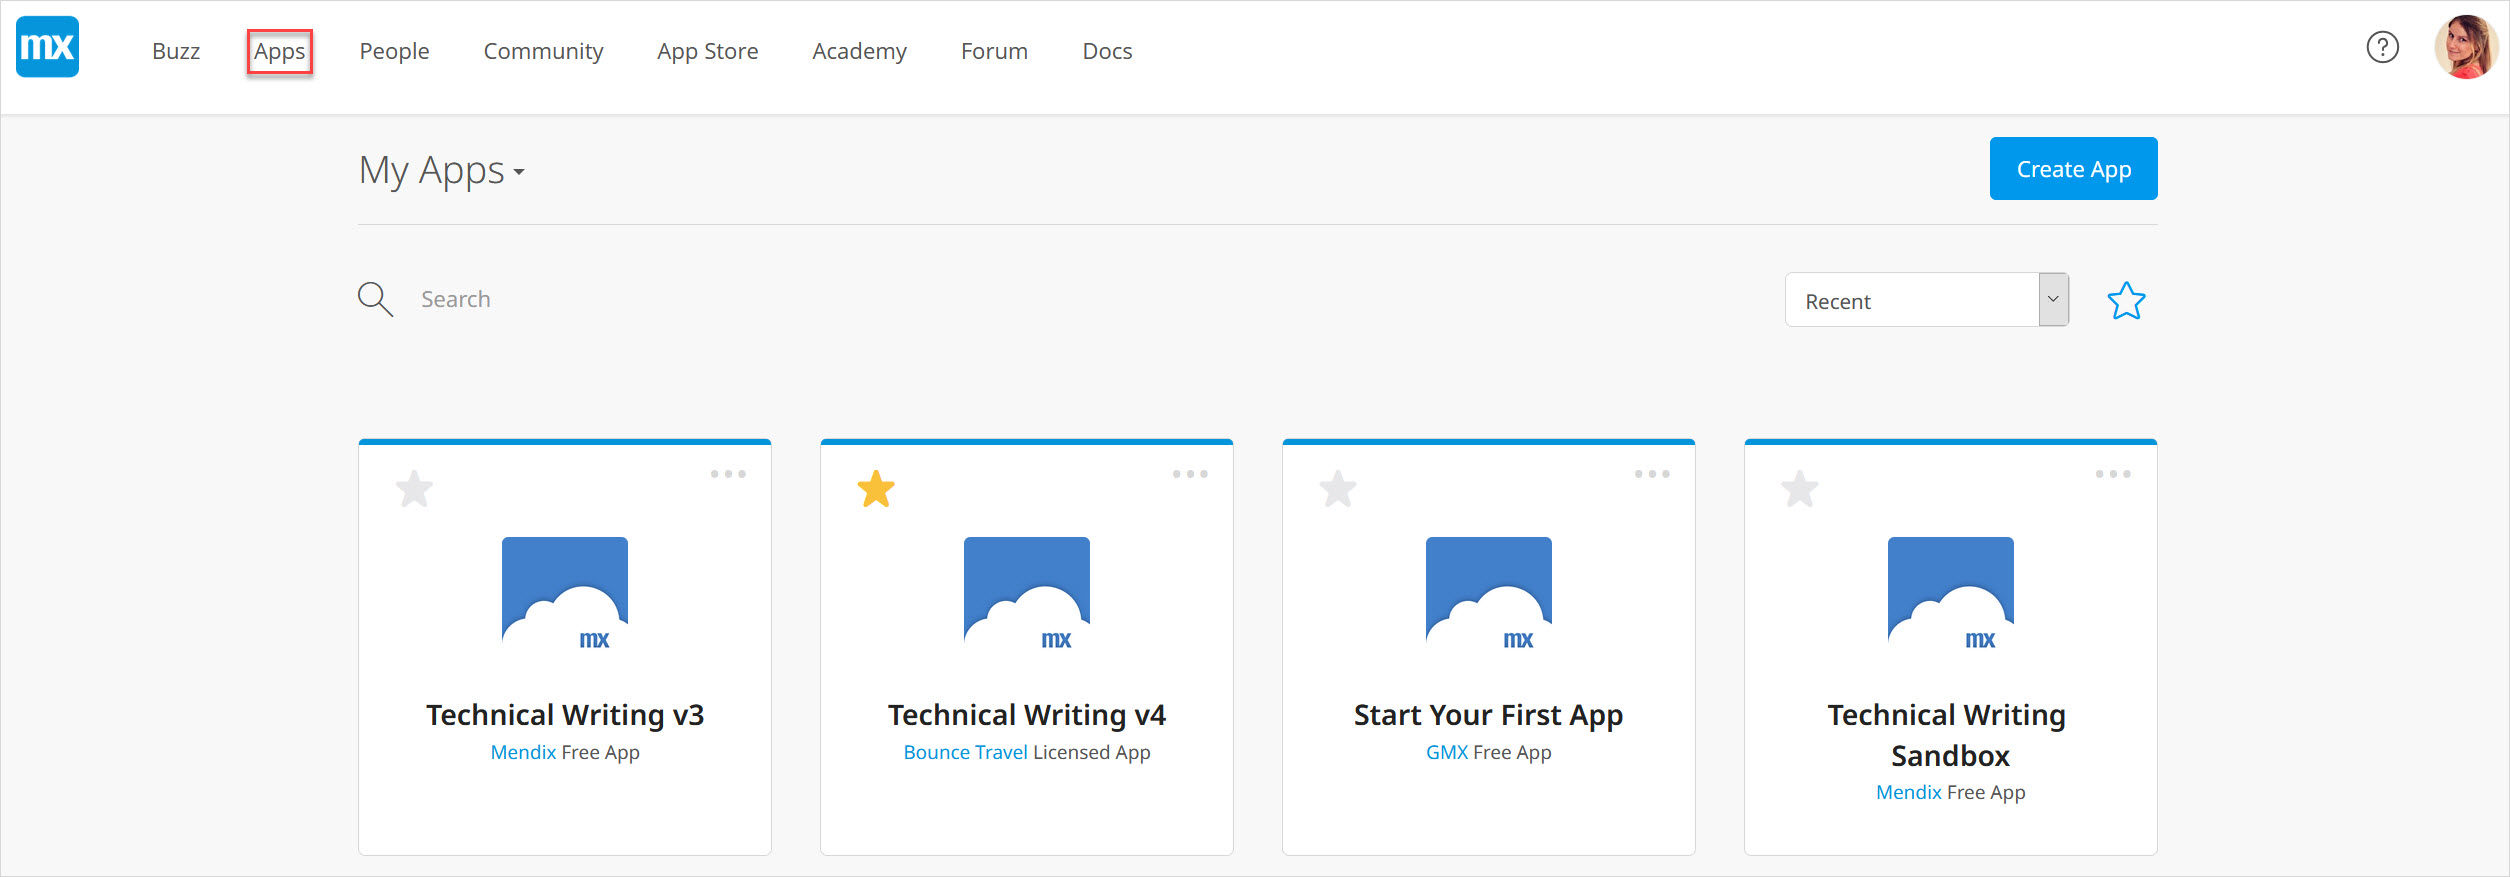 mx
Buzz Apps People Community App Store Academy Forum Docs ?
My Apps Create App
Search Recent
mx mx mx mx
Technical Writing v3
Mendix Free App
Technical Writing v4
Bounce Travel Licensed App
Start Your First App
GMX Free App
Technical Writing
Sandbox
Mendix Free App